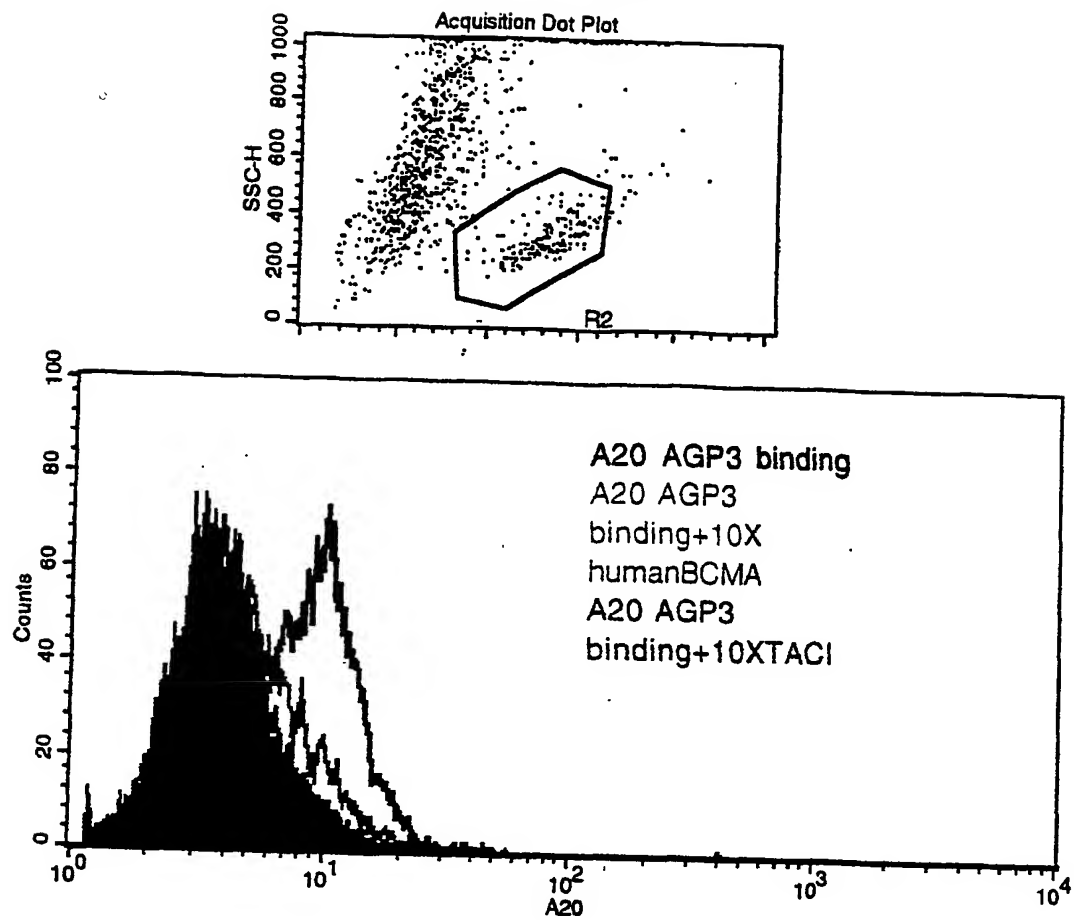 Acquisition Dot Plot
1000
800
600
400
200
0
SSC-H
R2
100
80
60
40
20
0
Counts
A20 AGP3 binding
A20 AGP3
binding+10X
humanBCMA
A20 AGP3
binding+10XTACI
10^0 10^1 10^2 10^3 10^4
A20